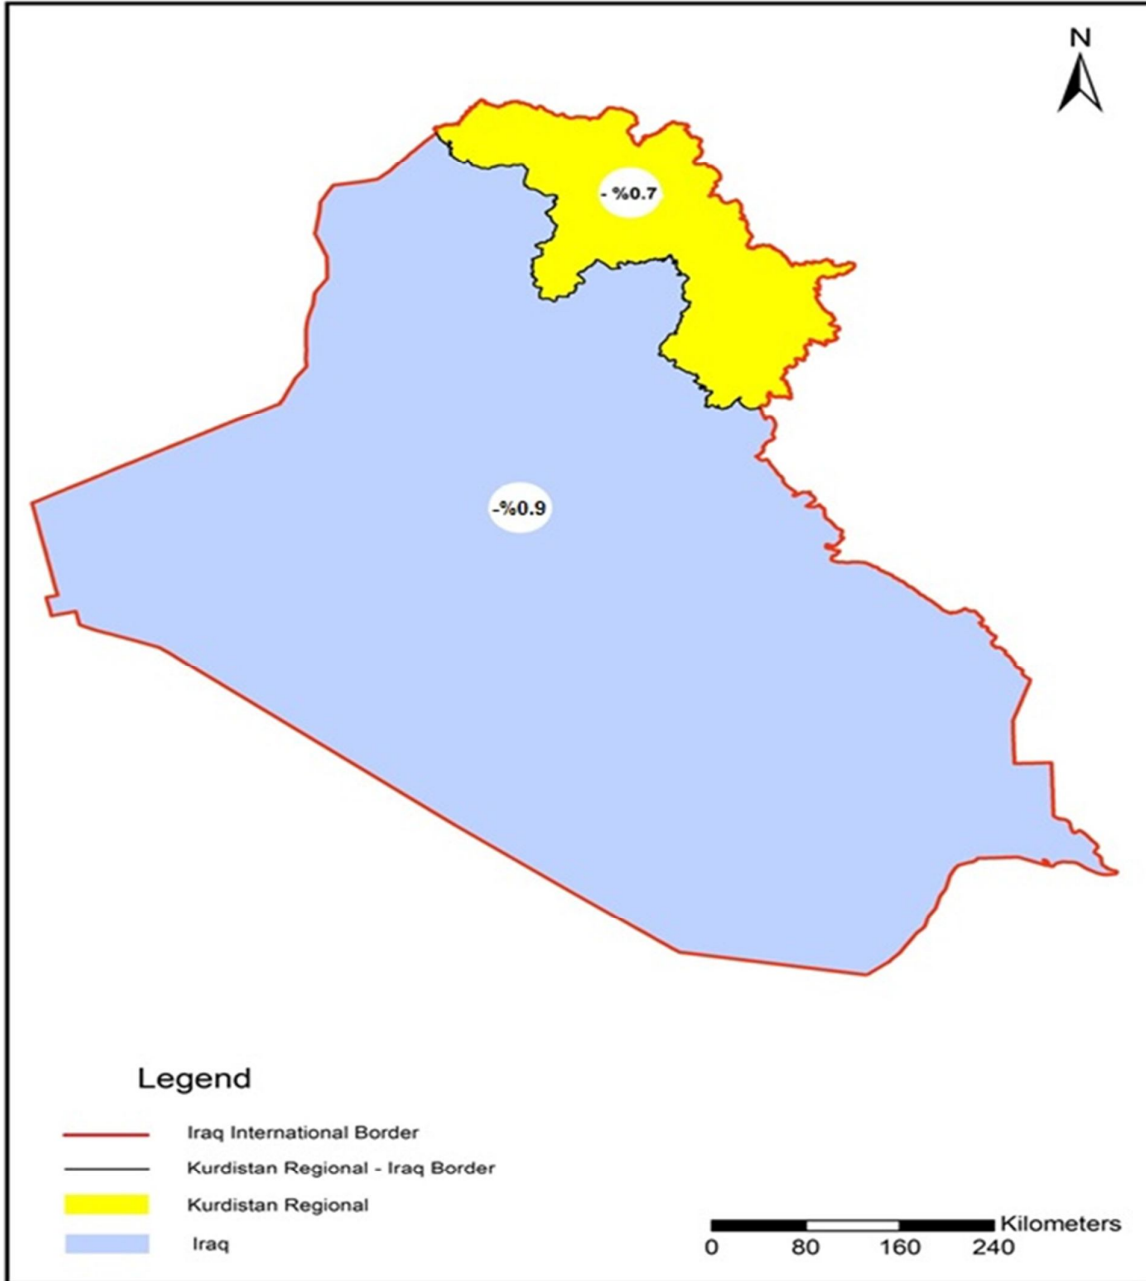 N
- %0.7
-%0.9
Legend
Iraq International Border
Kurdistan Regional - Iraq Border
Kurdistan Regional
Iraq
Kilometers
0 80 160 240